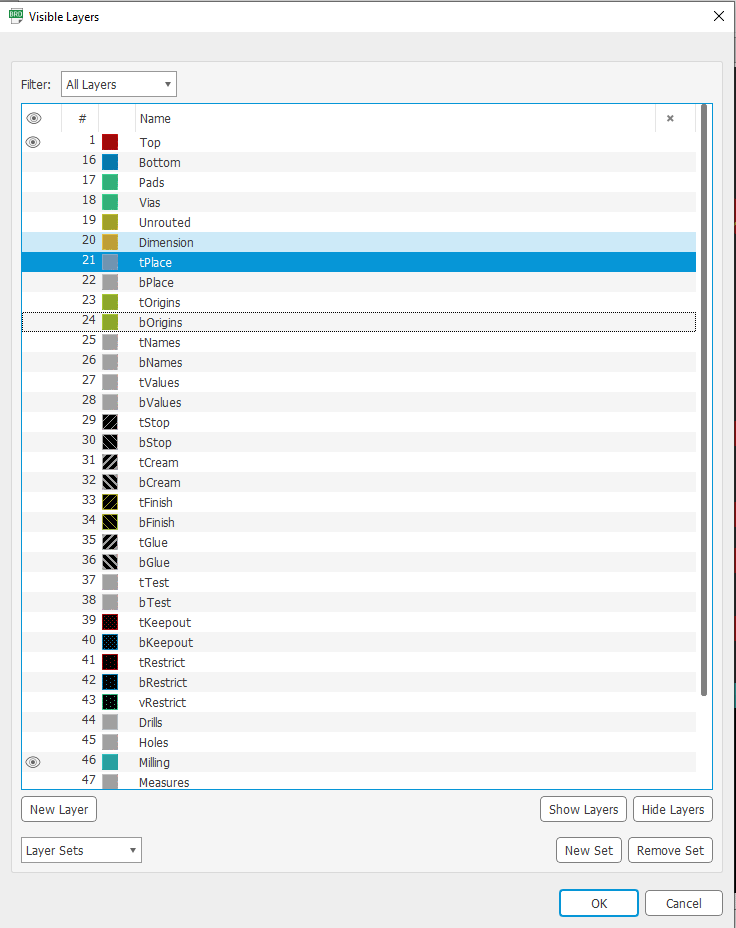 BRD Visible Layers
Filter: All Layers
# Name ×
1 Top
16 Bottom
17 Pads
18 Vias
19 Unrouted
20 Dimension
21 tPlace
22 bPlace
23 tOrigins
24 bOrigins
25 tNames
26 bNames
27 tValues
28 bValues
29 tStop
30 bStop
31 tCream
32 bCream
33 tFinish
34 bFinish
35 tGlue
36 bGlue
37 tTest
38 bTest
39 tKeepout
40 bKeepout
41 tRestrict
42 bRestrict
43 vRestrict
44 Drills
45 Holes
46 Milling
47 Measures
New Layer Show Layers Hide Layers
Layer Sets New Set Remove Set
OK Cancel